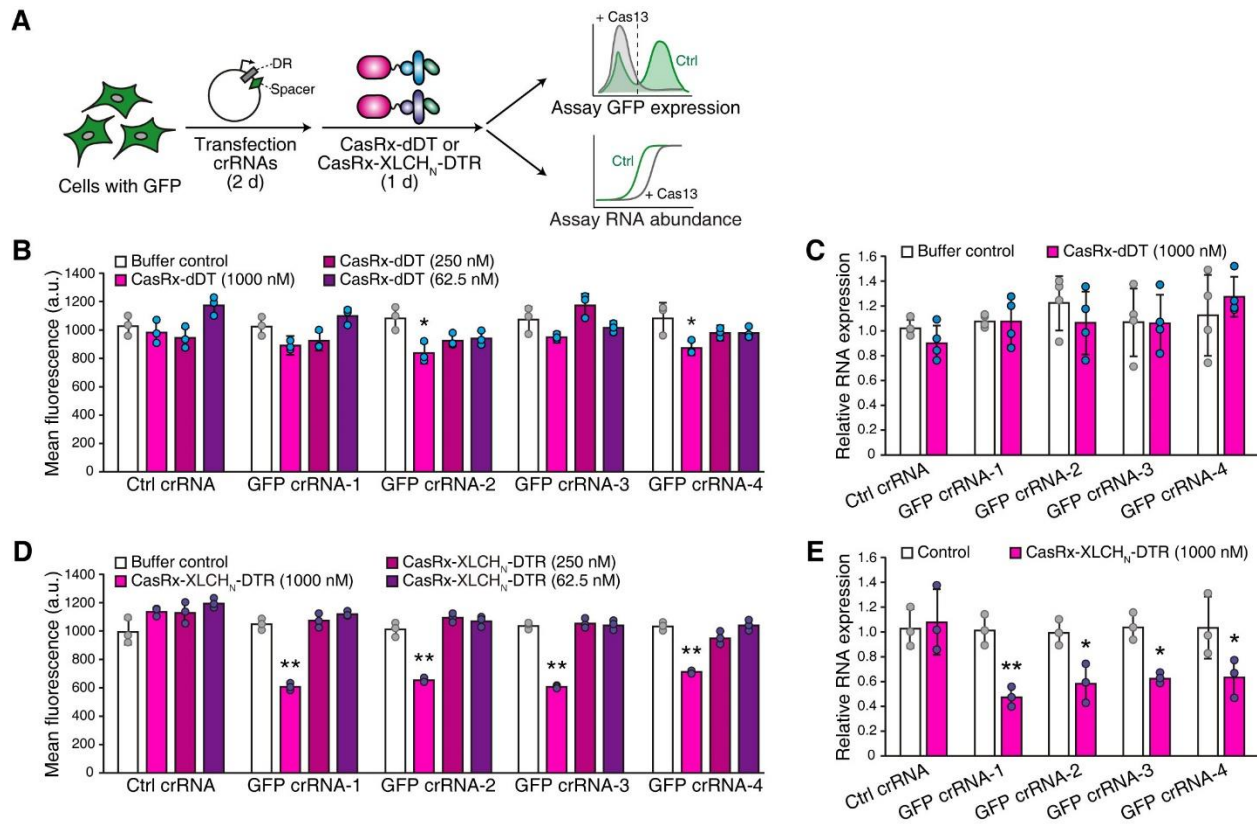 A
+ Cas13
DR
Spacer
Ctrl
Assay GFP expression
Cells with GFP
Transfection
crRNAs
(2 d)
CasRx-dDT or
CasRx-XLCH_N-DTR
(1 d)
Ctrl
+ Cas13
Assay RNA abundance
B
Buffer control
CasRx-dDT (250 nM)
CasRx-dDT (1000 nM)
CasRx-dDT (62.5 nM)
Mean fluorescence (a.u.)
1400
1200
1000
800
600
400
200
0
*
*
Ctrl crRNA
GFP crRNA-1
GFP crRNA-2
GFP crRNA-3
GFP crRNA-4
C
Buffer control
CasRx-dDT (1000 nM)
Relative RNA expression
1.6
1.4
1.2
1.0
0.8
0.6
0.4
0
Ctrl crRNA
GFP crRNA-1
GFP crRNA-2
GFP crRNA-3
GFP crRNA-4
D
Buffer control
CasRx-XLCH_N-DTR (250 nM)
CasRx-XLCH_N-DTR (1000 nM)
CasRx-XLCH_N-DTR (62.5 nM)
Mean fluorescence (a.u.)
1400
1200
1000
800
600
400
200
0
**
**
**
**
Ctrl crRNA
GFP crRNA-1
GFP crRNA-2
GFP crRNA-3
GFP crRNA-4
E
Control
CasRx-XLCH_N-DTR (1000 nM)
Relative RNA expression
1.6
1.4
1.2
1.0
0.8
0.6
0.4
0
**
*
*
*
Ctrl crRNA
GFP crRNA-1
GFP crRNA-2
GFP crRNA-3
GFP crRNA-4